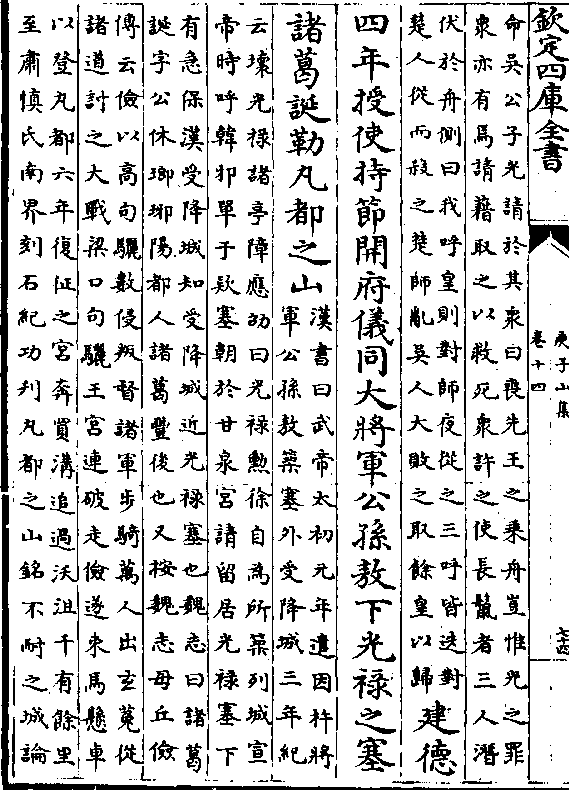 欽定四庫全書
庚子山集
卷十四
命吳公子光請於其衆曰喪先王之乘舟豈惟光之罪
衆亦有焉請藉取之以救死衆許之使長鬛者三人潛
伏於舟側曰我呼皇則對師夜從之三呼皆迭對
楚人從而殺之楚師亂吳人大敗之取餘皇以歸
建德
四年授使持節開府儀同大將軍公孫敖下光禄之塞
諸葛誕勒丸都之山
漢書曰武帝太初元年遣因杅將
軍公孫敖築塞外受降城三年紀
云壞光禄諸亭障應劭曰光禄勲徐自為所築列城宣
帝時呼韓邪單于欵塞朝於甘泉宮請留居光禄塞下
有急保漢受降城知受降城近光禄塞也魏志曰諸葛
誕字公休瑯琊陽都人諸葛豐後也又桉魏志毋丘儉
傳云儉以高句驪數侵叛督諸軍步騎萬人出玄菟從
諸道討之大戰梁口句驪王宮連破走儉遂束馬懸車
以登丸都六年復征之宮奔買溝追過沃沮千有餘里
至肅慎氏南界刻石紀功刋丸都之山銘不耐之城論